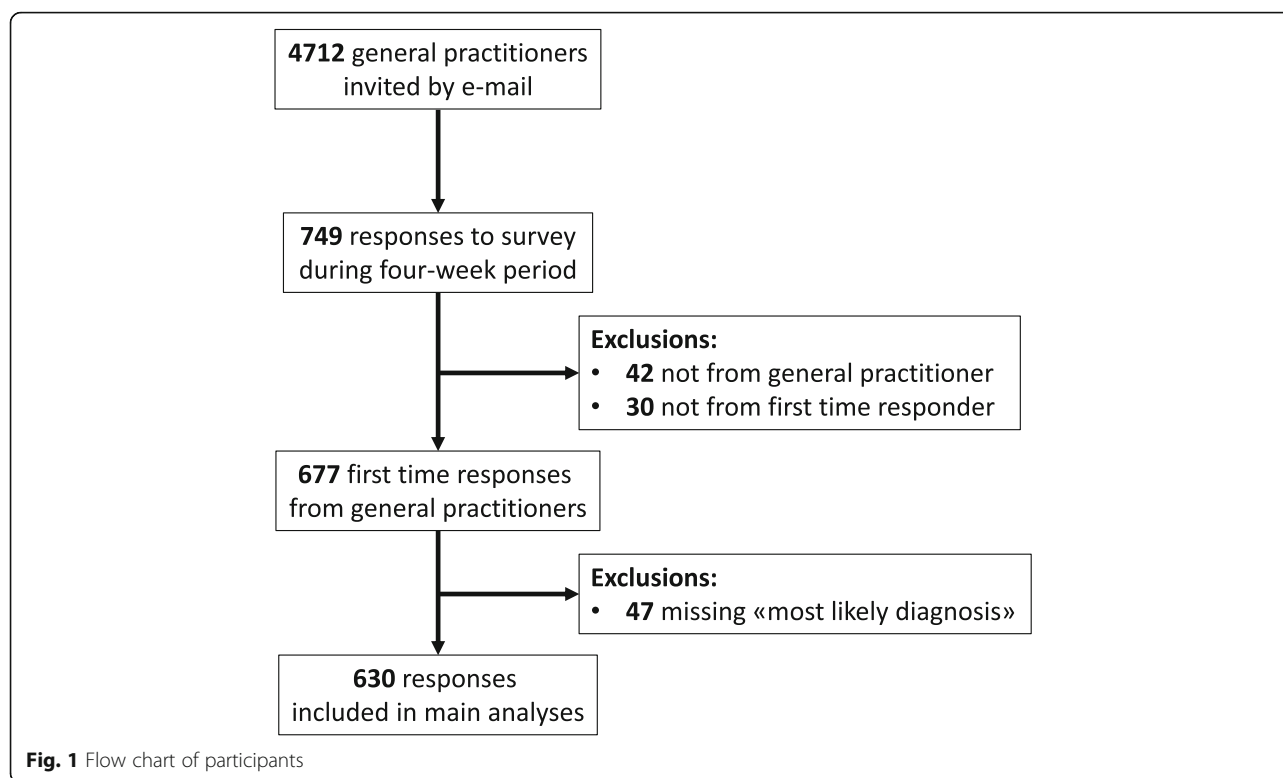 4712 general practitioners
invited by e-mail
749 responses to survey
during four-week period
Exclusions:
• 42 not from general practitioner
• 30 not from first time responder
677 first time responses
from general practitioners
Exclusions:
• 47 missing «most likely diagnosis»
630 responses
included in main analyses
Fig. 1 Flow chart of participants